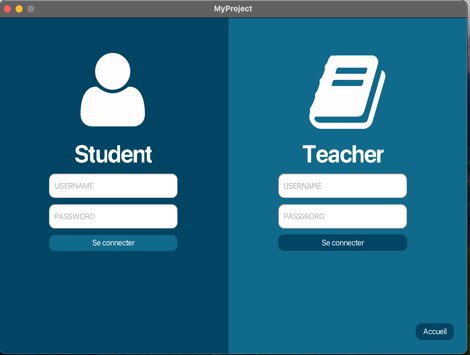 MyProject
Student
USERNAME
PASSWORD
Se connecter
Teacher
USERNAME
PASSWORD
Se connecter
Accueil